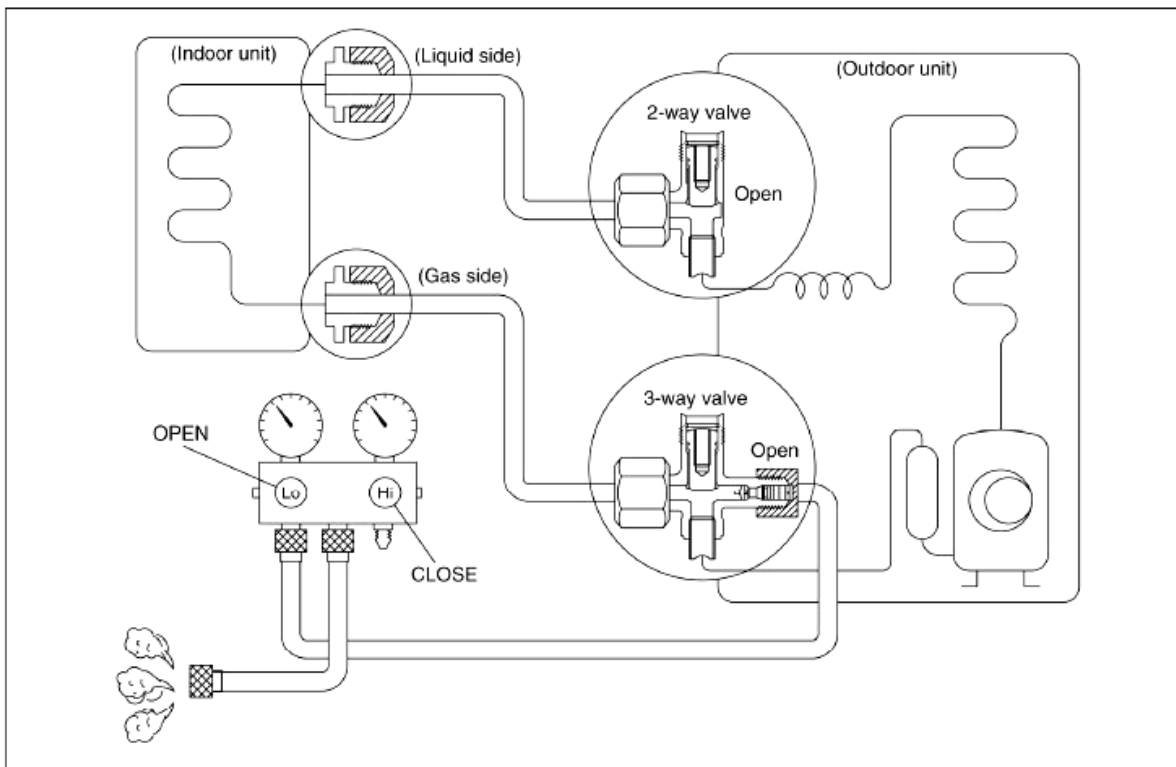 (Indoor unit)
(Liquid side)
(Outdoor unit)
2-way valve
Open
(Gas side)
3-way valve
Open
OPEN
Lo
Hi
CLOSE